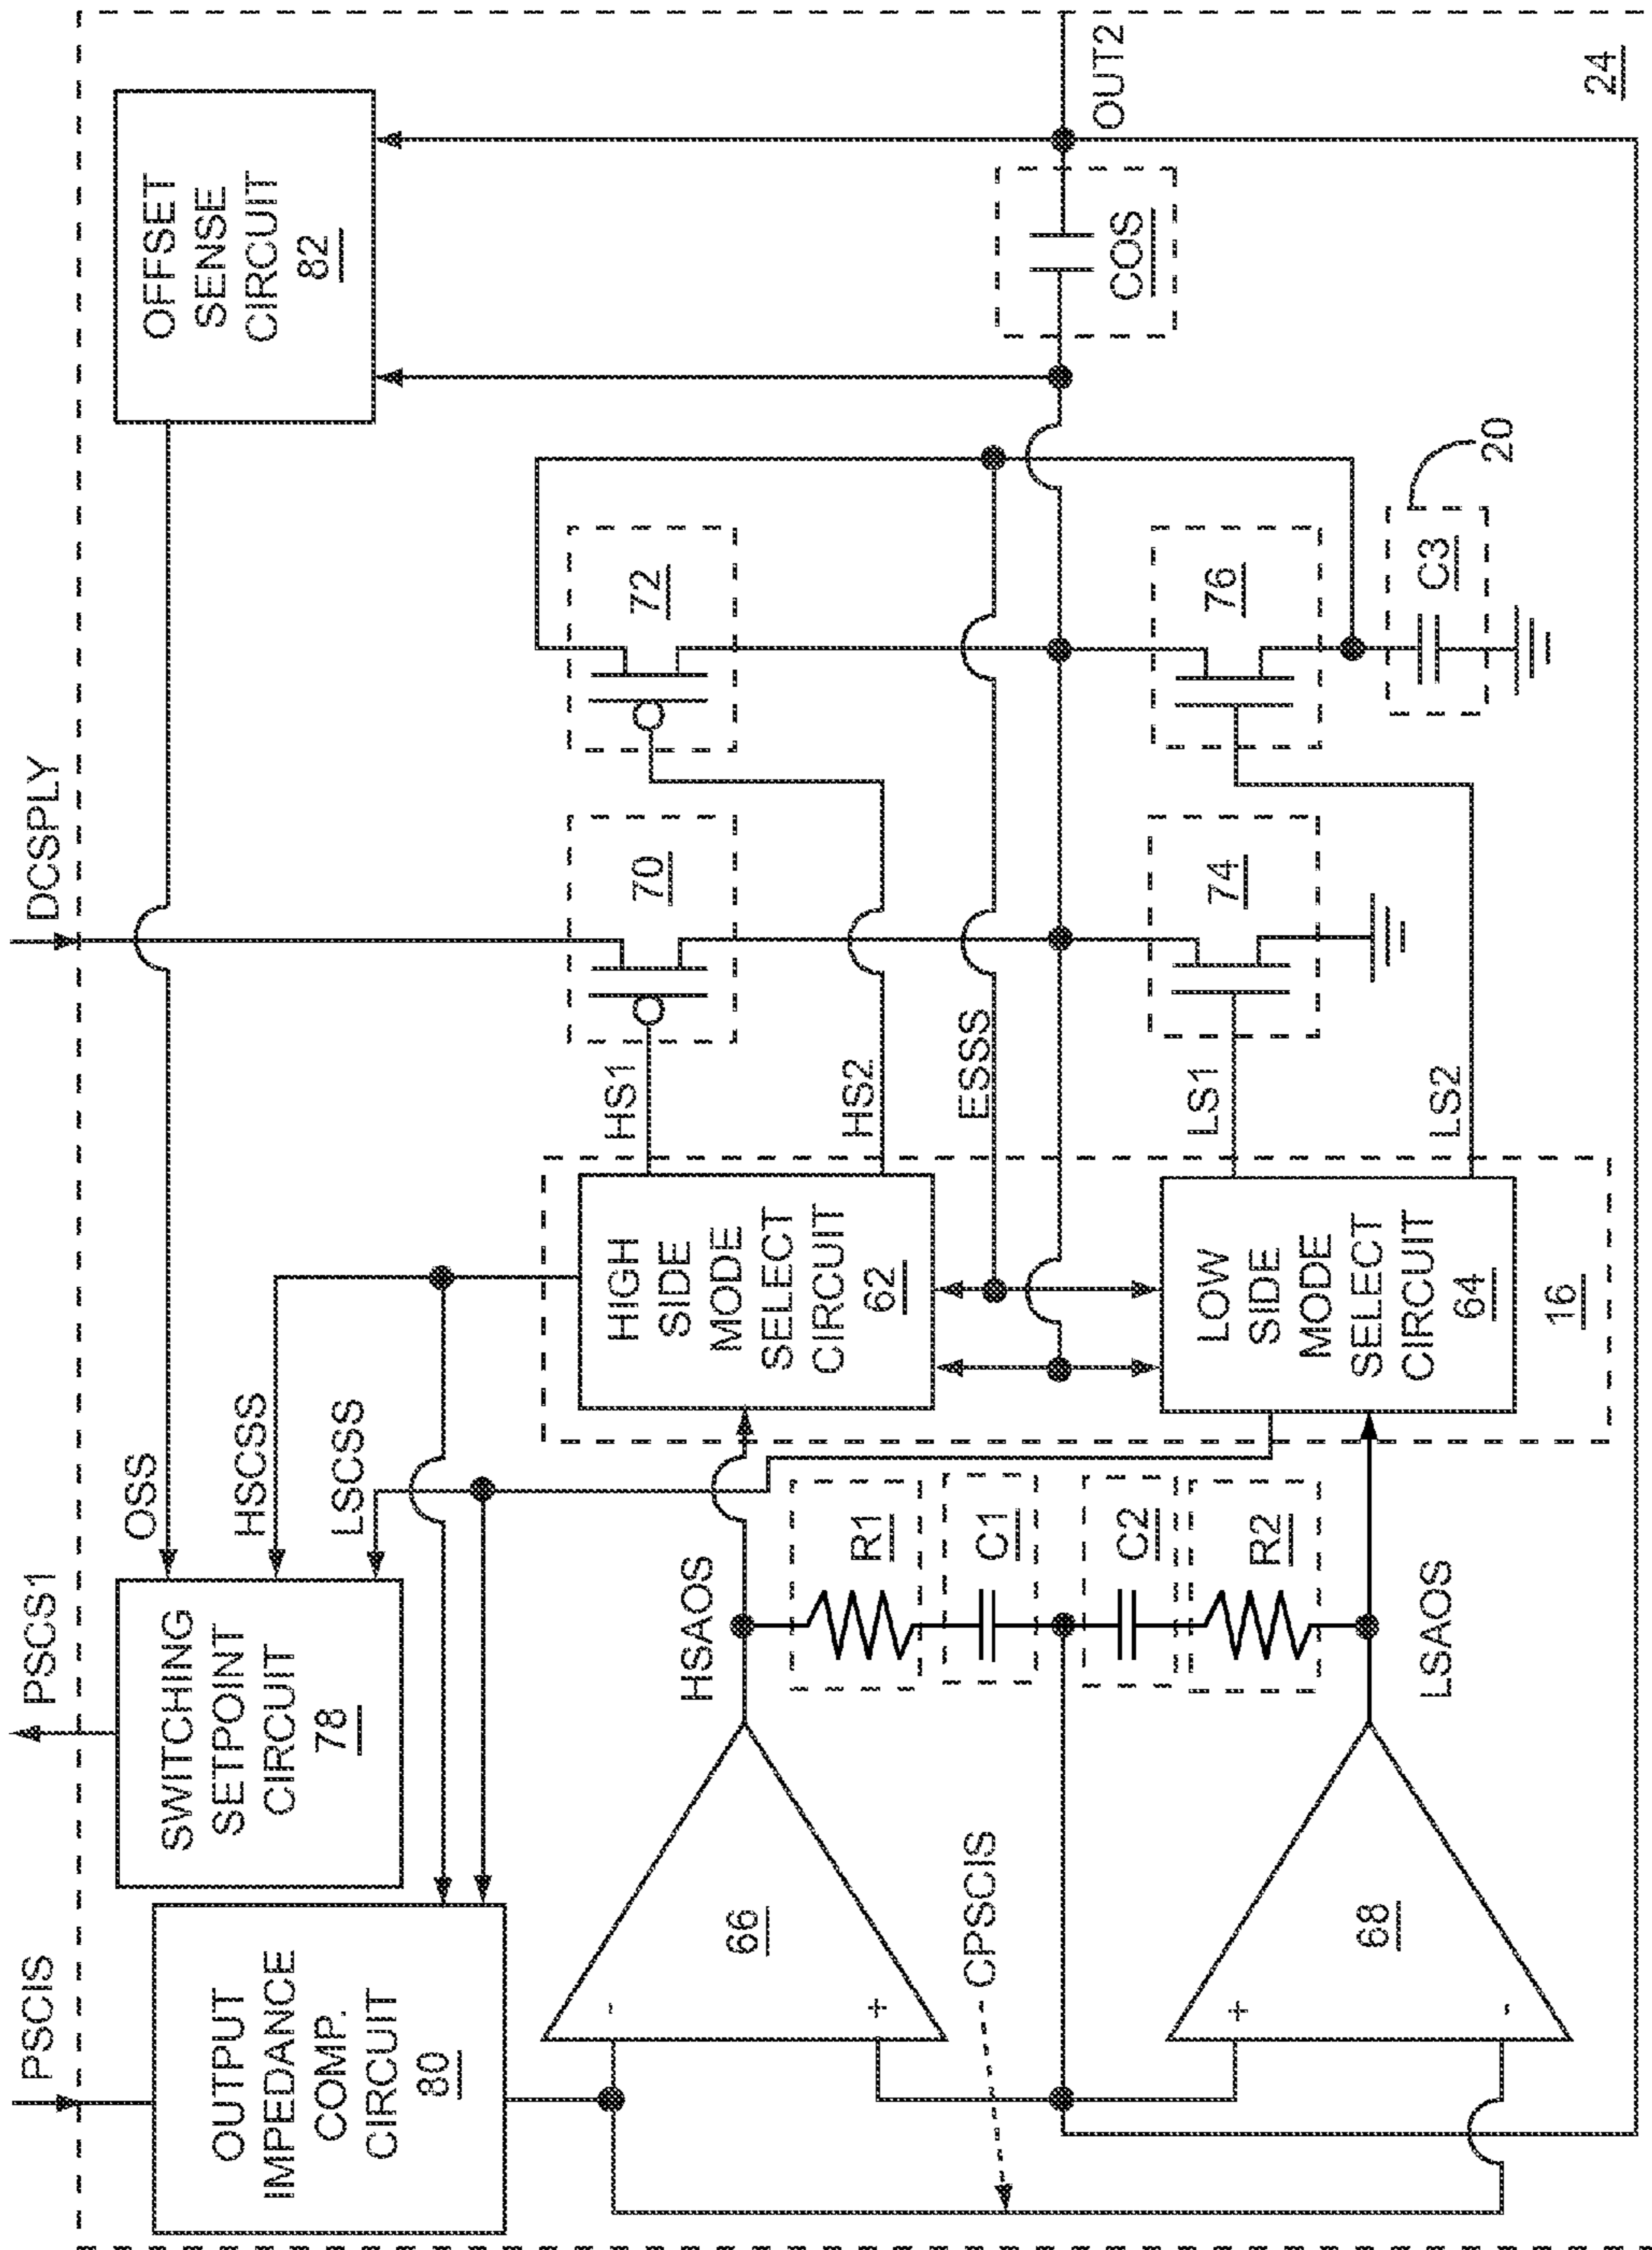 DCSPLY
PSCS1
PSCIS
OFFSET
SENSE
CIRCUIT
82
SWITCHING
SETPOINT
CIRCUIT
78
OUTPUT
IMPEDANCE
COMP.
CIRCUIT
80
OSS
HSCSS
LSCSS
72
70
HS1
HS2
HIGH
SIDE
MODE
SELECT
CIRCUIT
62
HSAOS
-
66
+
ESSS
R1
C1
C2
R2
CPSCIS
COS
OUT2
76
74
LS1
LS2
LOW
SIDE
MODE
SELECT
CIRCUIT
64
16
LSAOS
+
68
-
C3
20
24